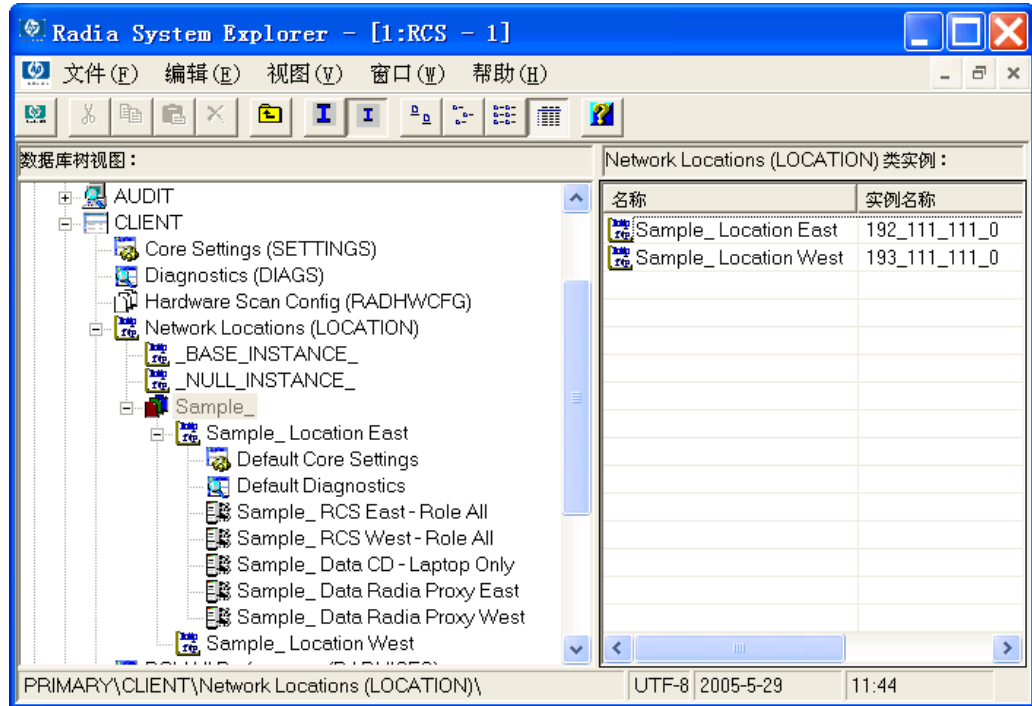 Radia System Explorer - [1:RCS - 1]
文件(F) 编辑(E) 视图(V) 窗口(W) 帮助(H)
数据库树视图：
AUDIT
CLIENT
Core Settings (SETTINGS)
Diagnostics (DIAGS)
Hardware Scan Config (RADHWCFG)
Network Locations (LOCATION)
_BASE_INSTANCE_
_NULL_INSTANCE_
Sample_
Sample_ Location East
Default Core Settings
Default Diagnostics
Sample_ RCS East - Role All
Sample_ RCS West - Role All
Sample_ Data CD - Laptop Only
Sample_ Data Radia Proxy East
Sample_ Data Radia Proxy West
Sample_ Location West
Network Locations (LOCATION) 类实例：
名称 实例名称
Sample_ Location East 192_111_111_0
Sample_ Location West 193_111_111_0
PRIMARY\CLIENT\Network Locations (LOCATION)\ UTF-8 2005-5-29 11:44